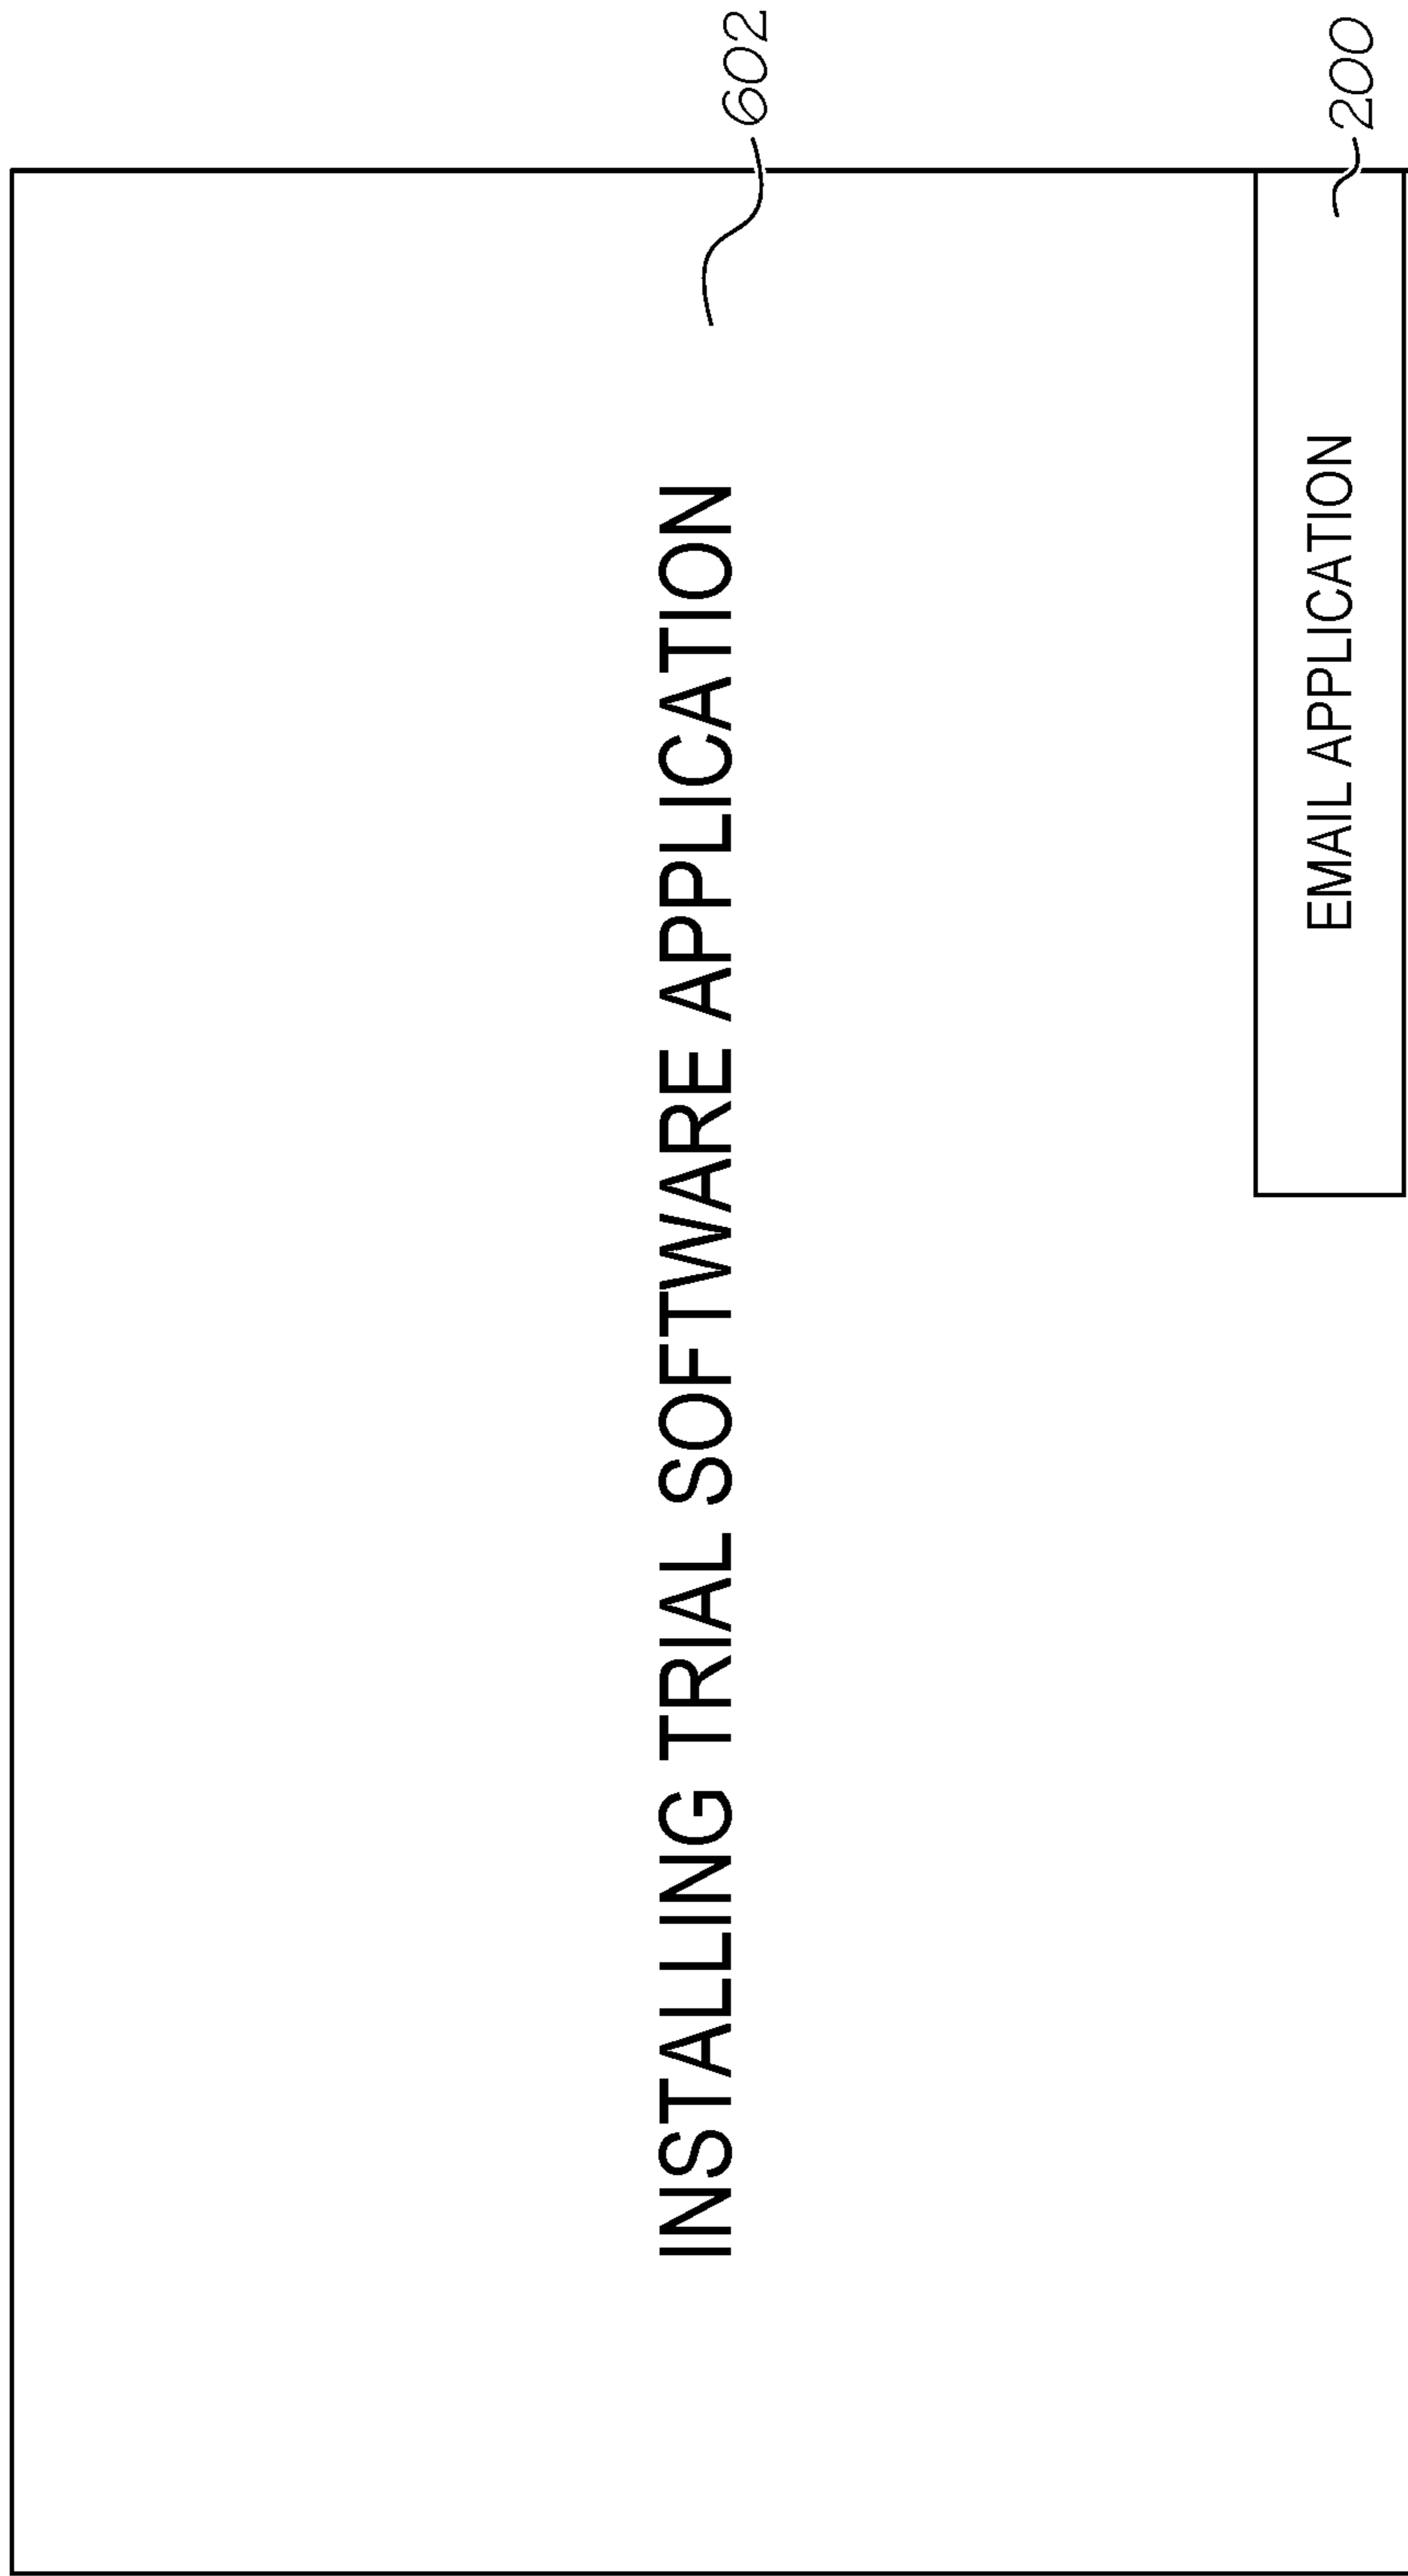 INSTALLING TRIAL SOFTWARE APPLICATION
602
EMAIL APPLICATION
200